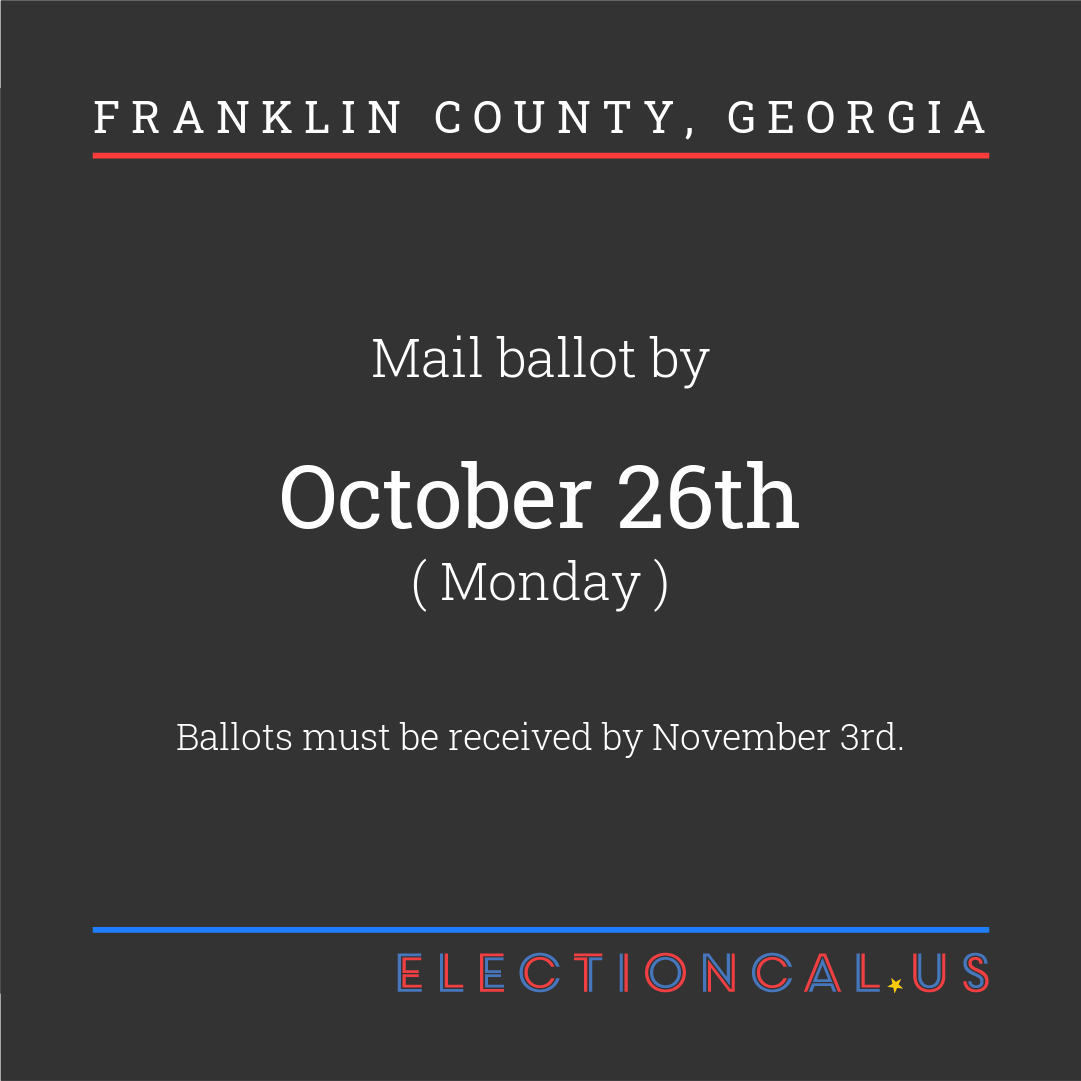 FRANKLIN COUNTY, GEORGIA
Mail ballot by
October 26th
( Monday )
Ballots must be received by November 3rd.
ELECTIONCAL.US